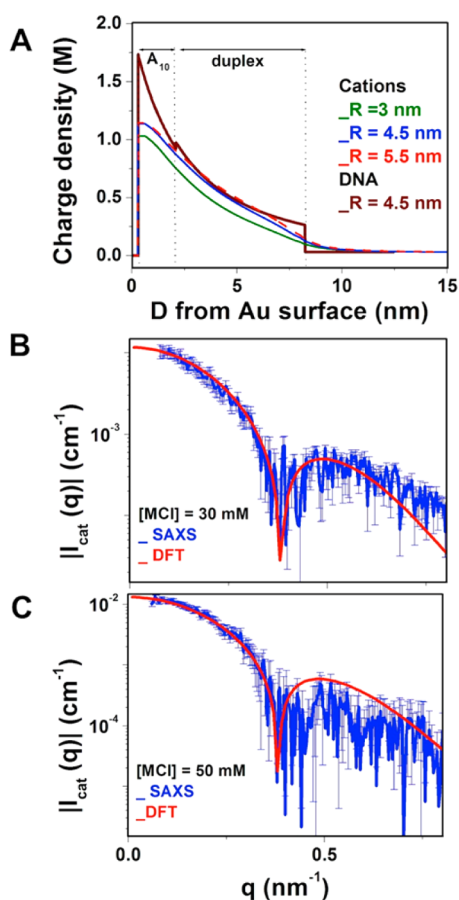 A
Charge density (M)
2.0
1.5
1.0
0.5
0.0
A10
duplex
Cations
_R =3 nm
_R = 4.5 nm
_R = 5.5 nm
DNA
_R = 4.5 nm
0
5
10
15
D from Au surface (nm)
B
|Icat (q)| (cm-1)
10-3
[MCl] = 30 mM
_ SAXS
_ DFT
C
|Icat (q)| (cm-1)
10-2
10-4
[MCl] = 50 mM
_ SAXS
_DFT
0.0
0.5
q (nm-1)